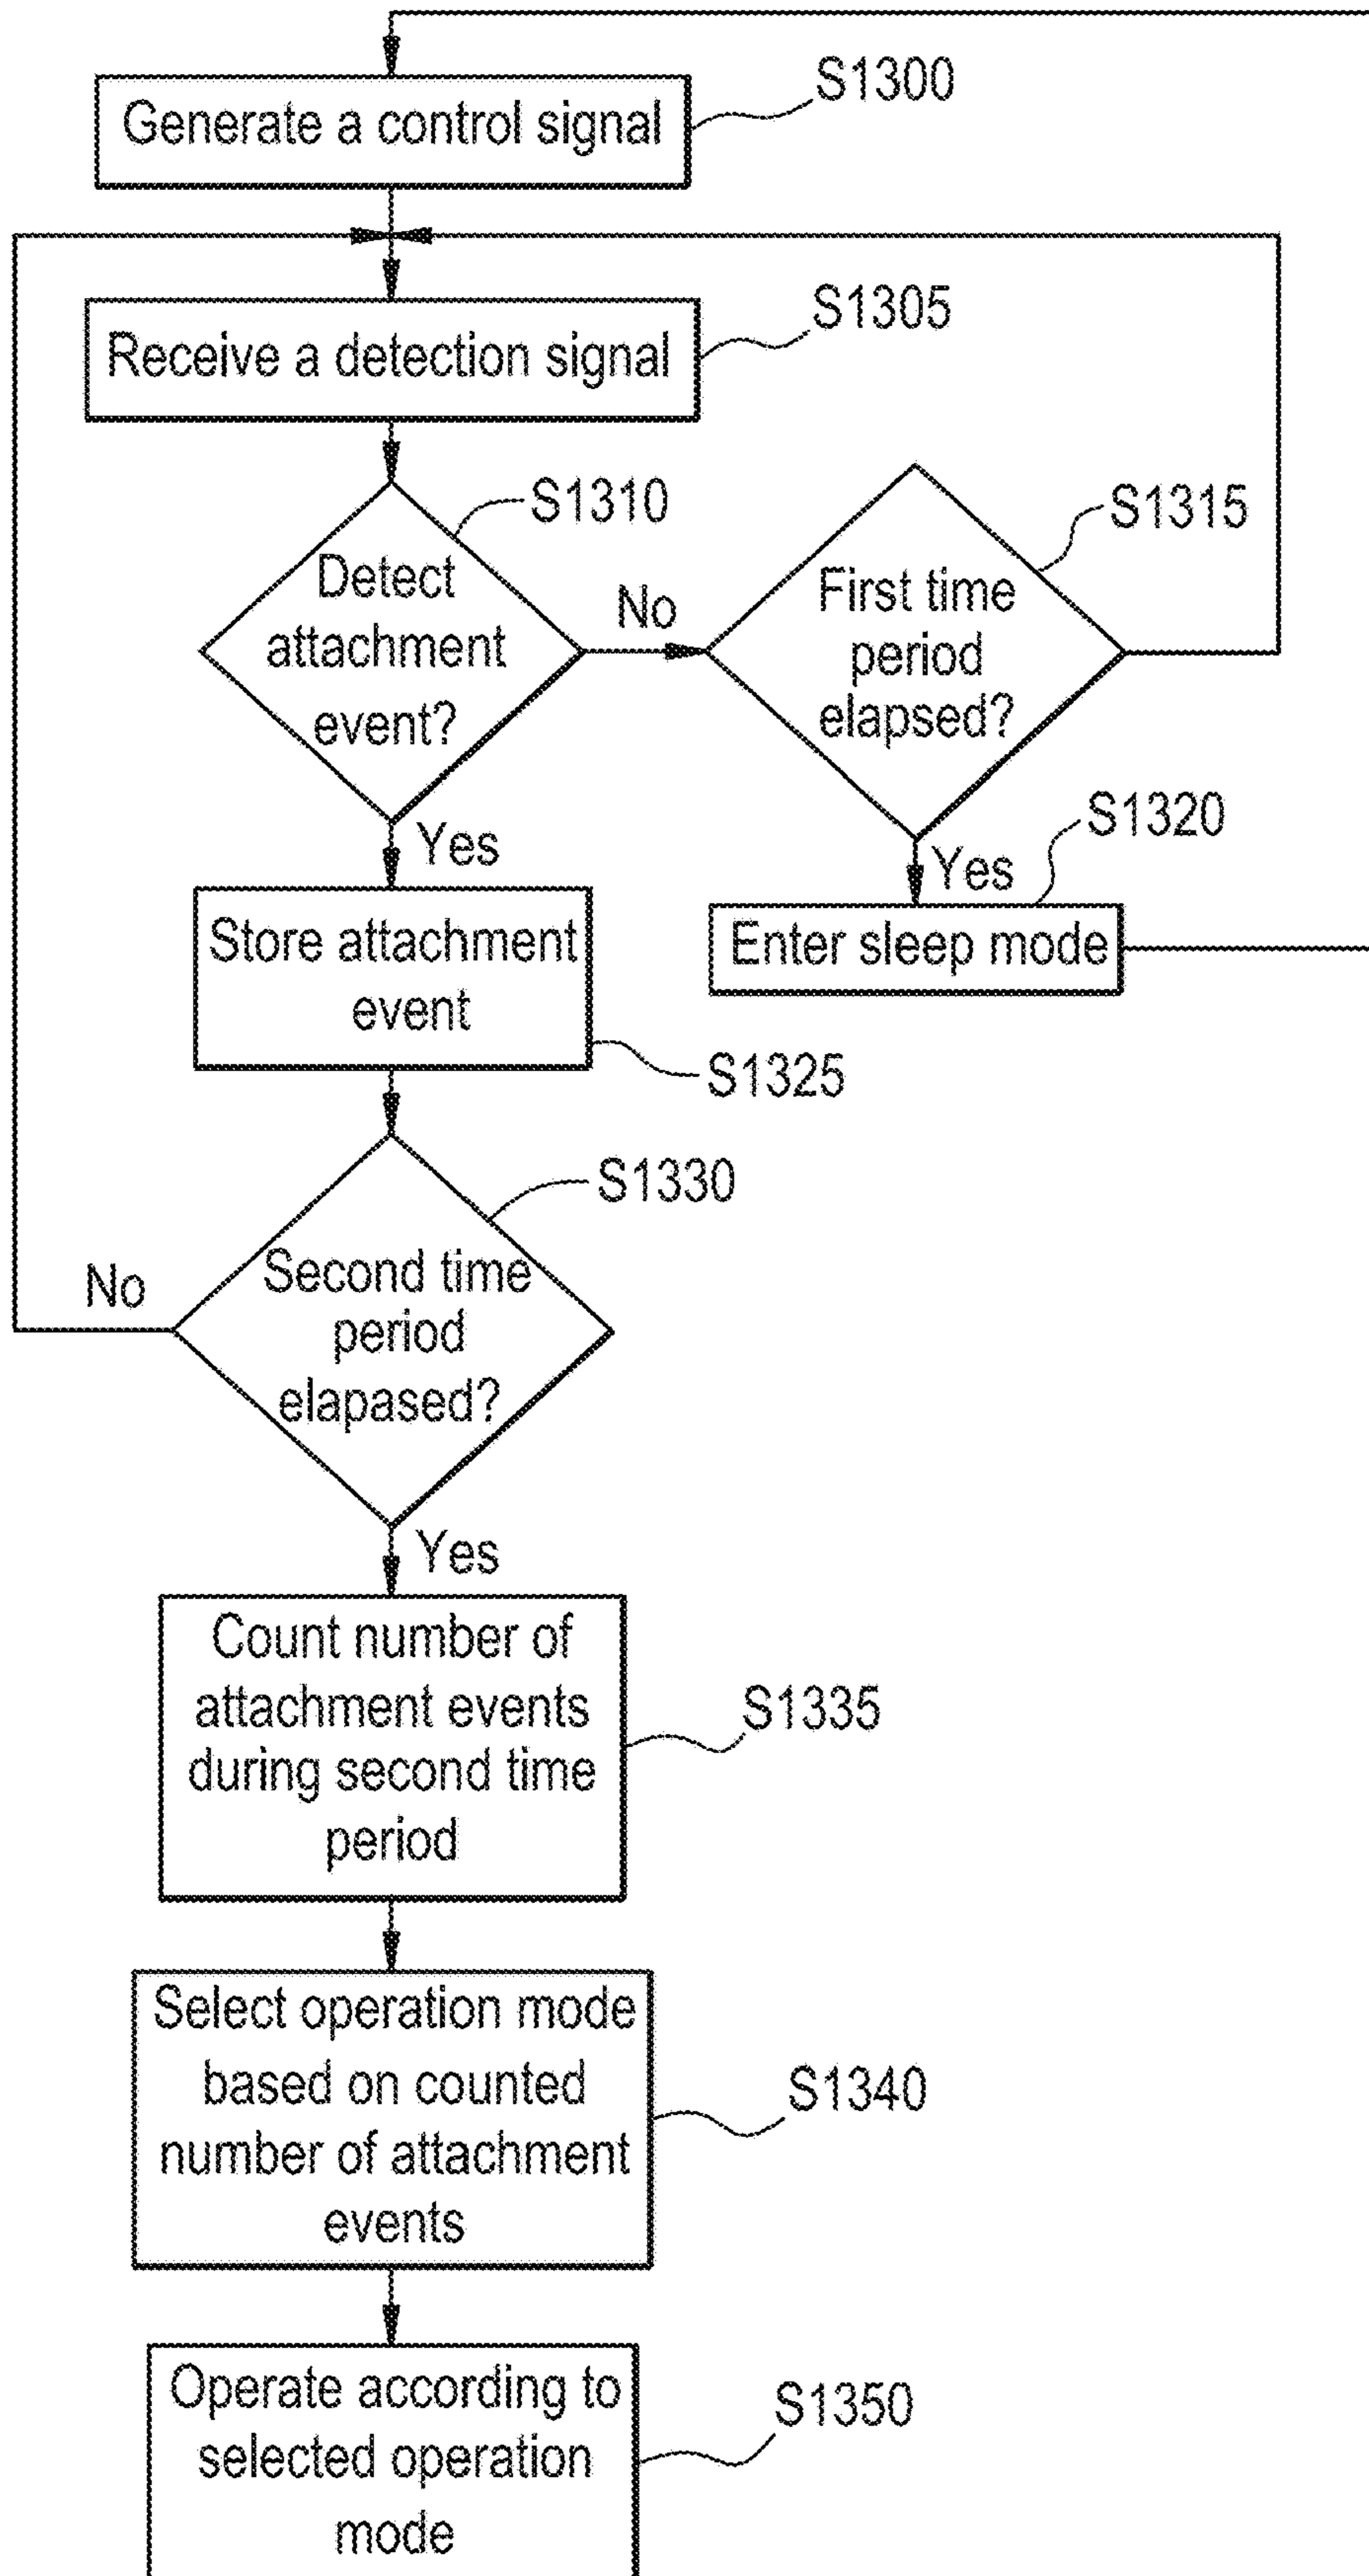 S1300
Generate a control signal
S1305
Receive a detection signal
S1310
Detect
attachment
event?
No
S1315
First time
period
elapsed?
Yes
S1320
Yes
Enter sleep mode
Store attachment
event
S1325
S1330
No
Second time
period
elapased?
Yes
Count number of
attachment events
during second time
period
S1335
Select operation mode
based on counted
number of attachment
events
S1340
Operate according to
selected operation
mode
S1350